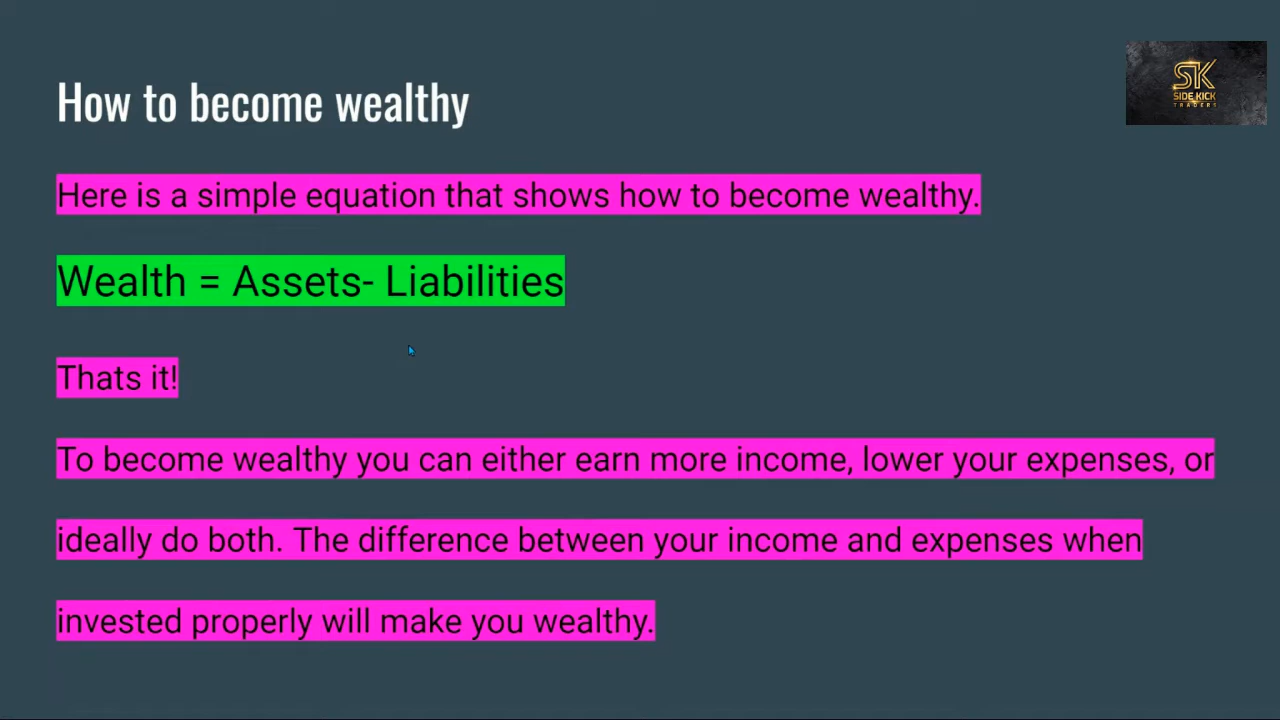 How to become wealthy
SK
SIDE KICK
TRADERS
Here is a simple equation that shows how to become wealthy.
Wealth = Assets- Liabilities
Thats it!
To become wealthy you can either earn more income, lower your expenses, or
ideally do both. The difference between your income and expenses when
invested properly will make you wealthy.